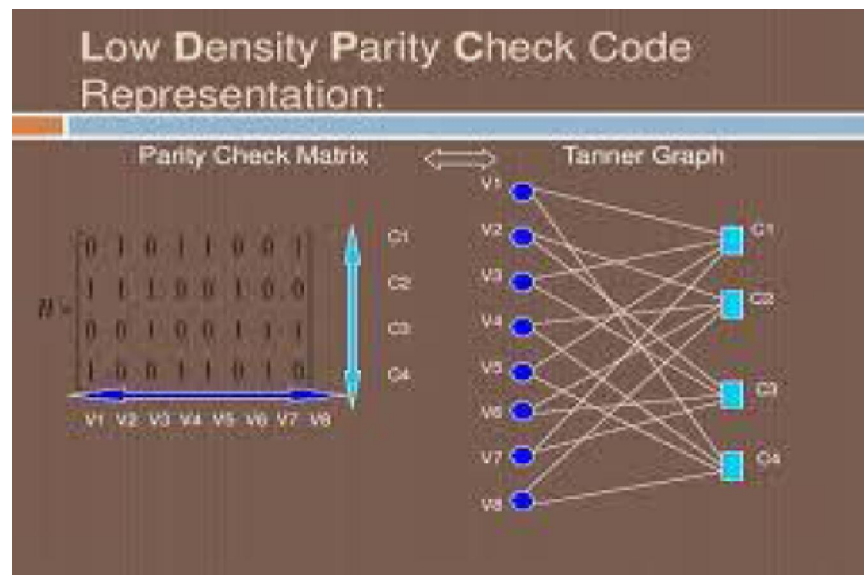 Low Density Parity Check Code
Representation:
Parity Check Matrix
Tanner Graph
H =
0 1 0 1 1 0 0 1
1 1 1 0 0 1 0 0
0 0 1 0 0 1 1 1
1 0 0 1 1 0 1 0
C1
C2
C3
C4
V1 V2 V3 V4 V5 V6 V7 V8
V1
V2
V3
V4
V5
V6
V7
V8
C1
C2
C3
C4